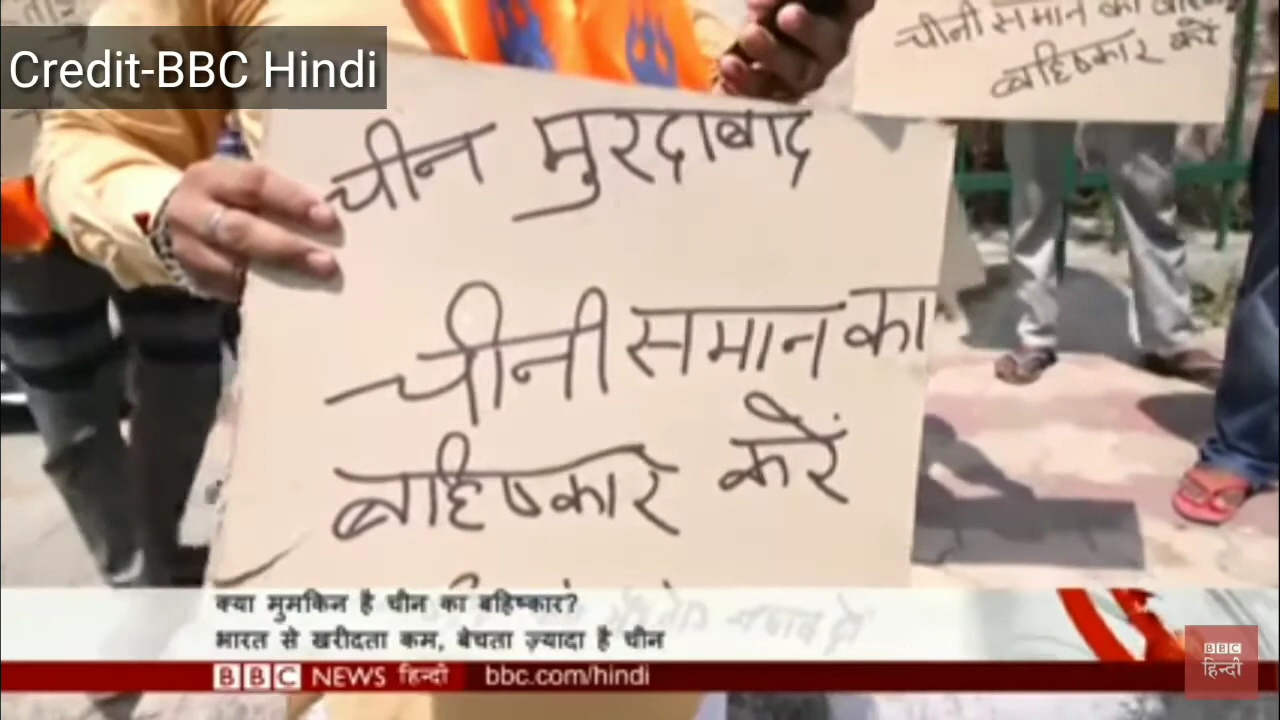 Credit-BBC Hindi
चीनी समान का
बहिष्कार करें
चीन मुरदाबाद
चीनी समान का
बहिष्कार करें
क्या मुमकिन है चीन का बहिष्कार?
भारत से खरीदता कम, बेचता ज़्यादा है चीन
BBC NEWS हिन्दी bbc.com/hindi
BBC
हिन्दी